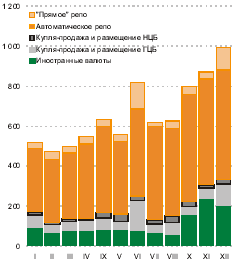 1 200
"Прямое" репо
Автоматическое репо
1 000
Купля-продажа и размещение НЦБ
Купля-продажа и размещение ГЦБ
Иностранные валюты
800
600
400
200
0
I II III IV IX V VI VII VIII X XI XII